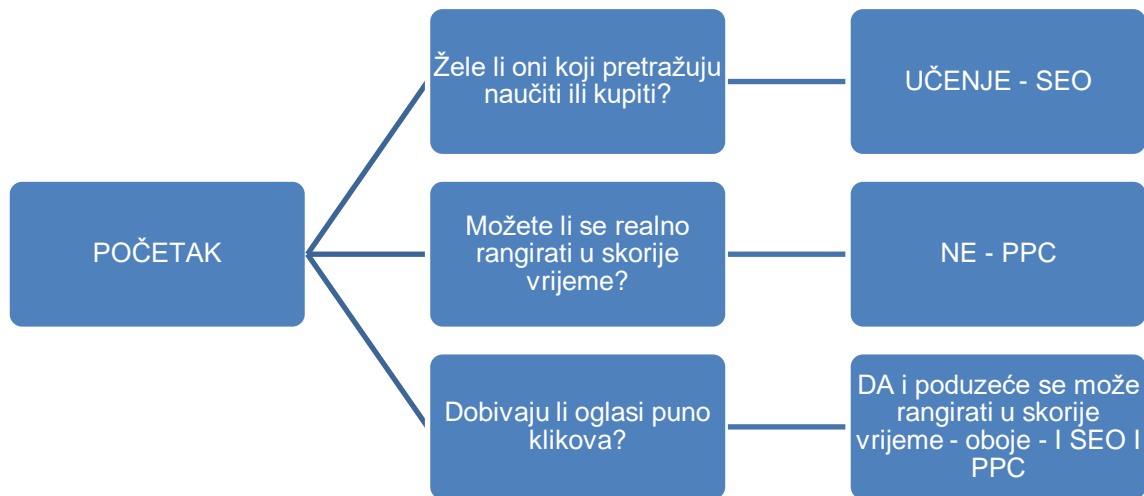 POČETAK
Žele li oni koji pretražuju
naučiti ili kupiti?
UČENJE - SEO
Možete li se realno
rangirati u skorije
vrijeme?
NE - PPC
Dobivaju li oglasi puno
klikova?
DA i poduzeće se može
rangirati u skorije
vrijeme - oboje - I SEO I
PPC